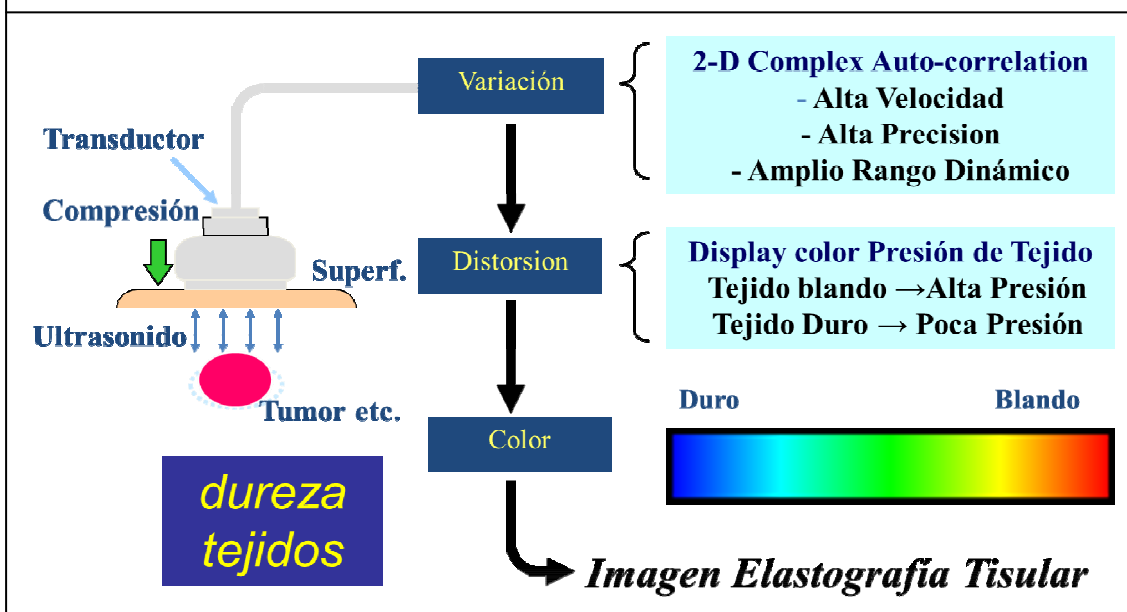 Variación
2-D Complex Auto-correlation
- Alta Velocidad
- Alta Precision
- Amplio Rango Dinámico
Transductor
Compresión
Superf.
Ultrasonido
Tumor etc.
Distorsion
Display color Presión de Tejido
Tejido blando →Alta Presión
Tejido Duro → Poca Presión
Color
Duro
Blando
dureza
tejidos
Imagen Elastografía Tisular